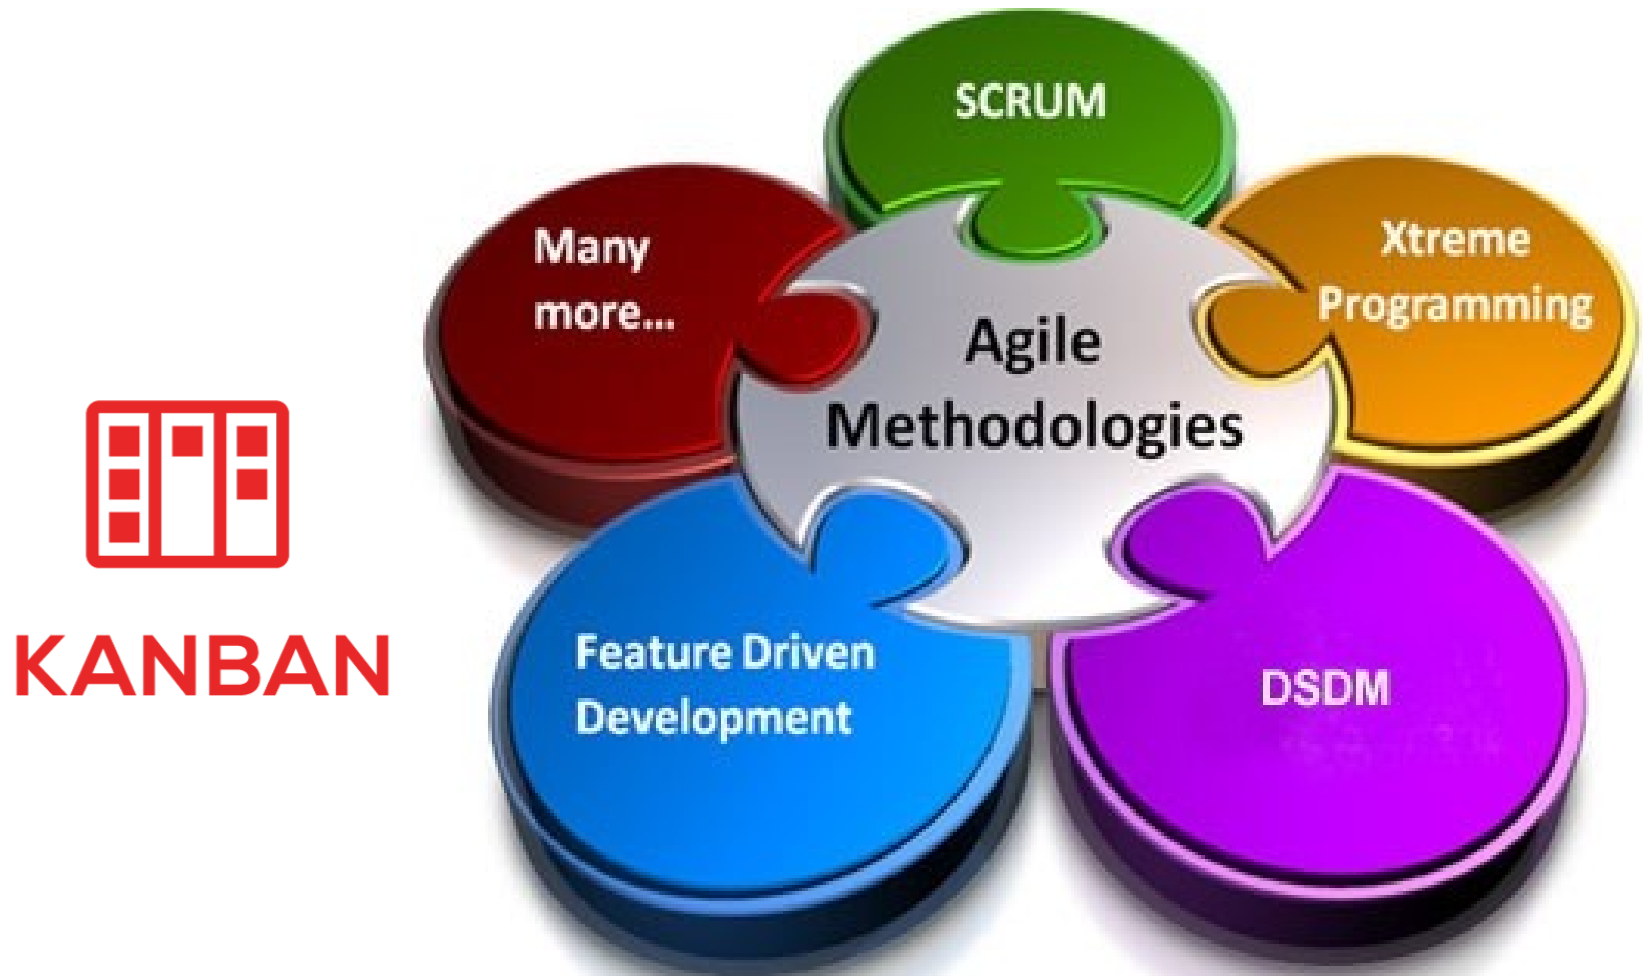 SCRUM
Many
more...
Xtreme
Programming
Agile
Methodologies
KANBAN
Feature Driven
Development
DSDM